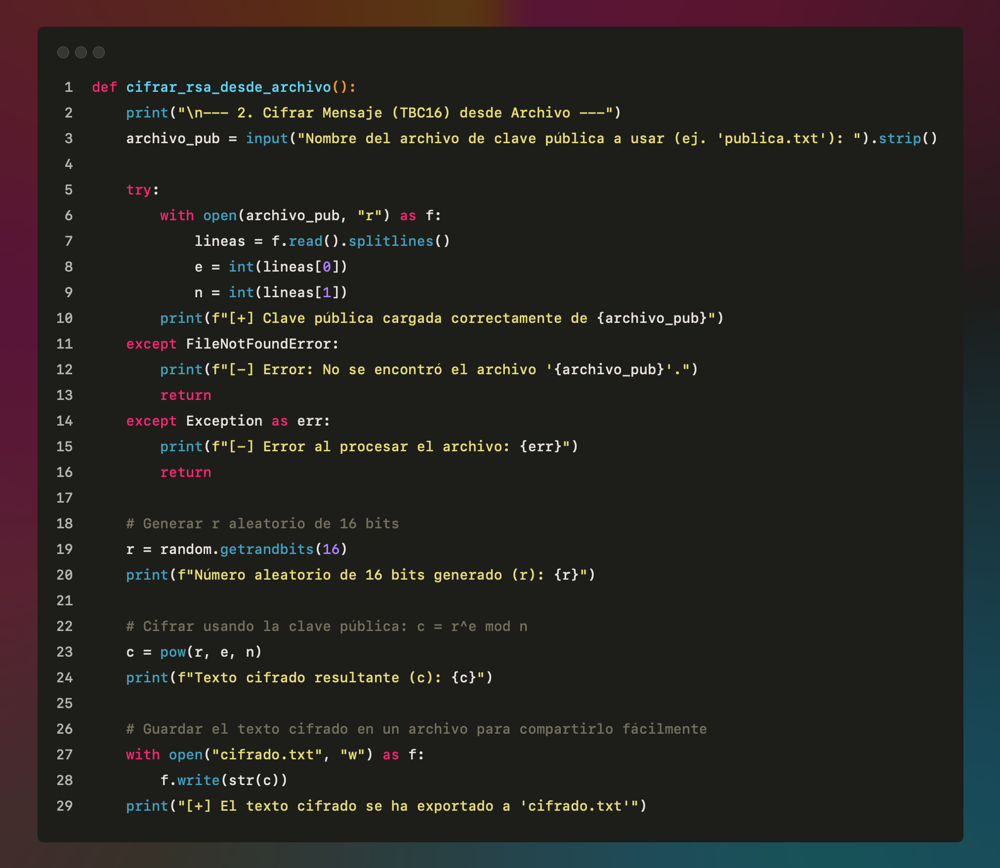 1 def cifrar_rsa_desde_archivo():
2     print("\n--- 2. Cifrar Mensaje (TBC16) desde Archivo ---")
3     archivo_pub = input("Nombre del archivo de clave pública a usar (ej. 'publica.txt'): ").strip()
4
5     try:
6         with open(archivo_pub, "r") as f:
7             lineas = f.read().splitlines()
8             e = int(lineas[0])
9             n = int(lineas[1])
10         print(f"[+] Clave pública cargada correctamente de {archivo_pub}")
11     except FileNotFoundError:
12         print(f"[-] Error: No se encontró el archivo '{archivo_pub}'.")
13         return
14     except Exception as err:
15         print(f"[-] Error al procesar el archivo: {err}")
16         return
17
18     # Generar r aleatorio de 16 bits
19     r = random.getrandbits(16)
20     print(f"Número aleatorio de 16 bits generado (r): {r}")
21
22     # Cifrar usando la clave pública: c = r^e mod n
23     c = pow(r, e, n)
24     print(f"Texto cifrado resultante (c): {c}")
25
26     # Guardar el texto cifrado en un archivo para compartirlo fácilmente
27     with open("cifrado.txt", "w") as f:
28         f.write(str(c))
29     print("[+] El texto cifrado se ha exportado a 'cifrado.txt'")